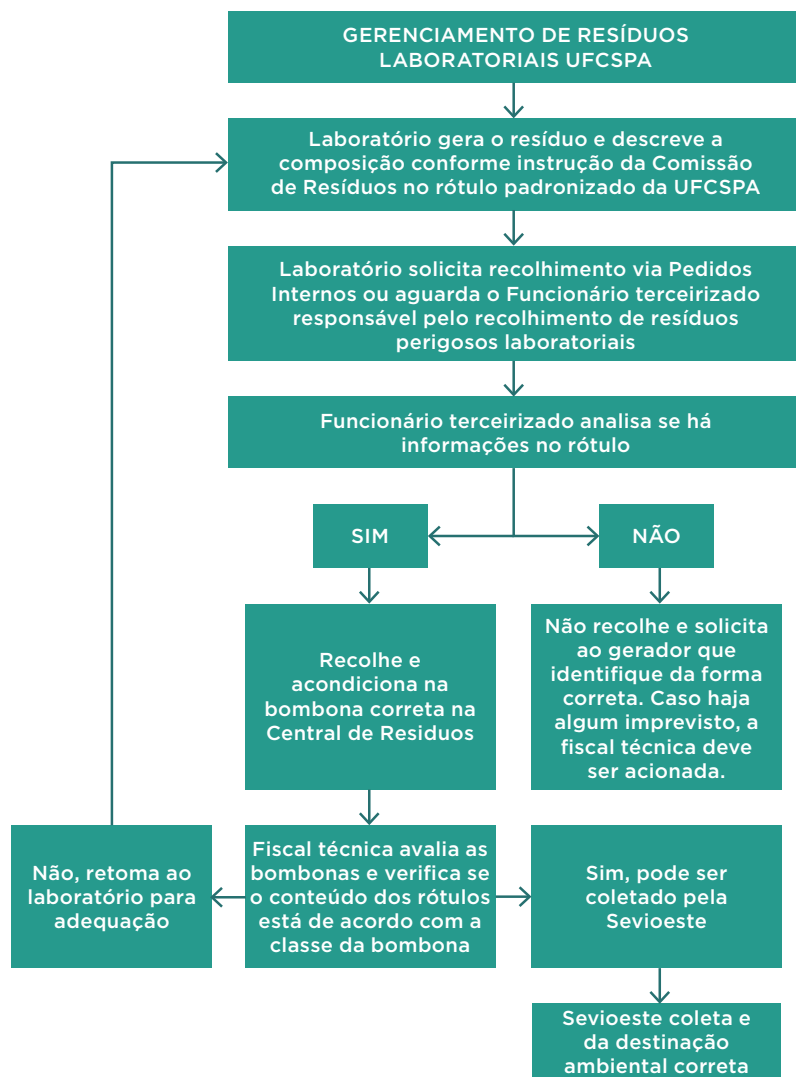 GERENCIAMENTO DE RESÍDUOS
LABORATORIAIS UFCSPA
Laboratório gera o resíduo e descreve a
composição conforme instrução da Comissão
de Resíduos no rótulo padronizado da UFCSPA
Laboratório solicita recolhimento via Pedidos
Internos ou aguarda o Funcionário terceirizado
responsável pelo recolhimento de resíduos
perigosos laboratoriais
Funcionário terceirizado analisa se há
informações no rótulo
SIM
NÃO
Recolhe e
acondiciona na
bombona correta na
Central de Residuos
Não recolhe e solicita
ao gerador que
identifique da forma
correta. Caso haja
algum imprevisto, a
fiscal técnica deve
ser acionada.
Não, retoma ao
laboratório para
adequação
Fiscal técnica avalia as
bombonas e verifica se
o conteúdo dos rótulos
está de acordo com a
classe da bombona
Sim, pode ser
coletado pela
Sevioeste
Sevioeste coleta e
da destinação
ambiental correta